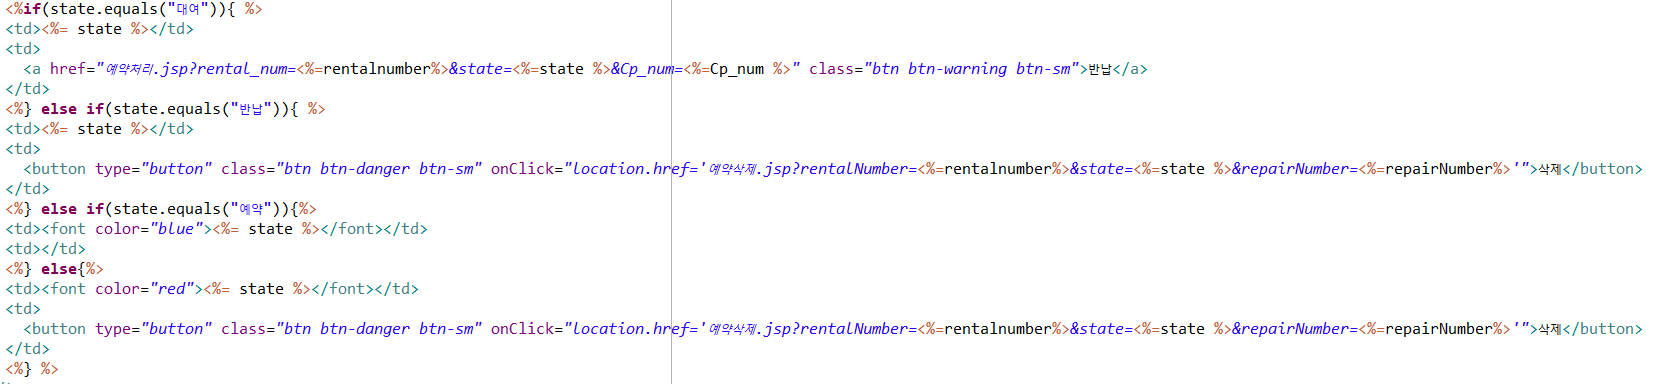 <%if(state.equals("대여")){ %>
<td><%= state %></td>
<td>
<a href="예약처리.jsp?rental_num=<%=rentalnumber%>&state=<%=state %>&Cp_num=<%=Cp_num %>" class="btn btn-warning btn-sm">반납</a>
</td>
<%} else if(state.equals("반납")){ %>
<td><%= state %></td>
<td>
<button type="button" class="btn btn-danger btn-sm" onClick="location.href='예약삭제.jsp?rentalNumber=<%=rentalnumber%>&state=<%=state %>&repairNumber=<%=repairNumber%>'">삭제</button>
</td>
<%} else if(state.equals("예약")){%>
<td><font color="blue"><%= state %></font></td>
<td></td>
<%} else{%>
<td><font color="red"><%= state %></font></td>
<td>
<button type="button" class="btn btn-danger btn-sm" onClick="location.href='예약삭제.jsp?rentalNumber=<%=rentalnumber%>&state=<%=state %>&repairNumber=<%=repairNumber%>'">삭제</button>
</td>
<%} %>